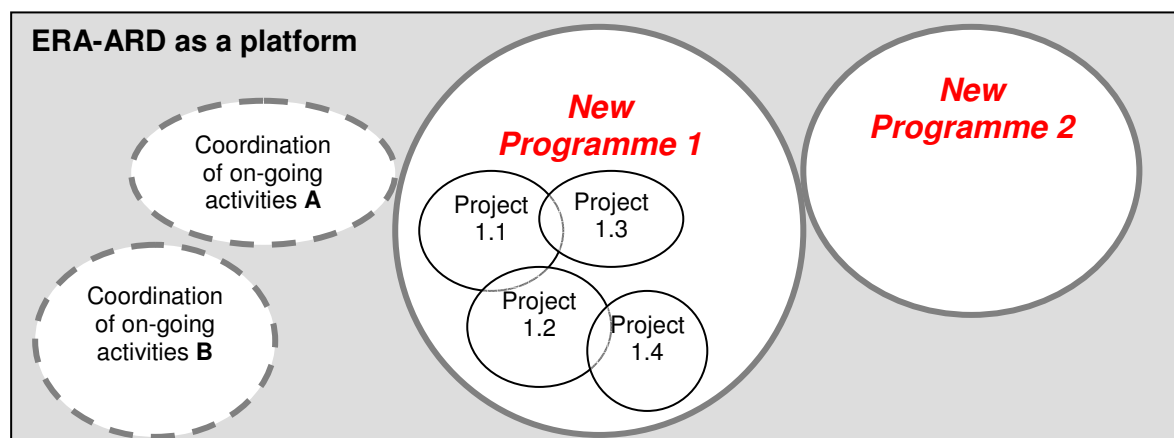 ERA-ARD as a platform
Coordination
of on-going
activities A
Coordination
of on-going
activities B
New
Programme 1
Project
1.1
Project
1.3
Project
1.2
Project
1.4
New
Programme 2